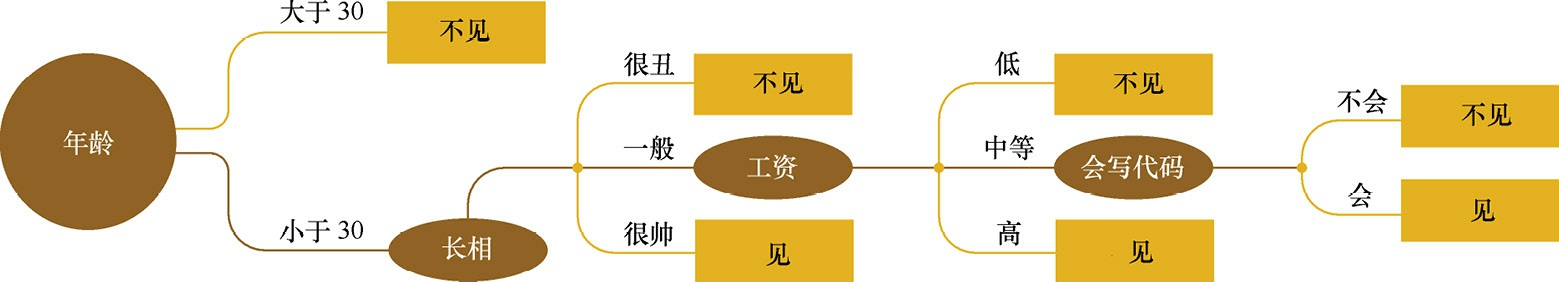 年龄
大于 30
不见
小于 30
长相
很丑
不见
一般
工资
很帅
见
低
不见
中等
会写代码
高
见
不会
不见
会
见